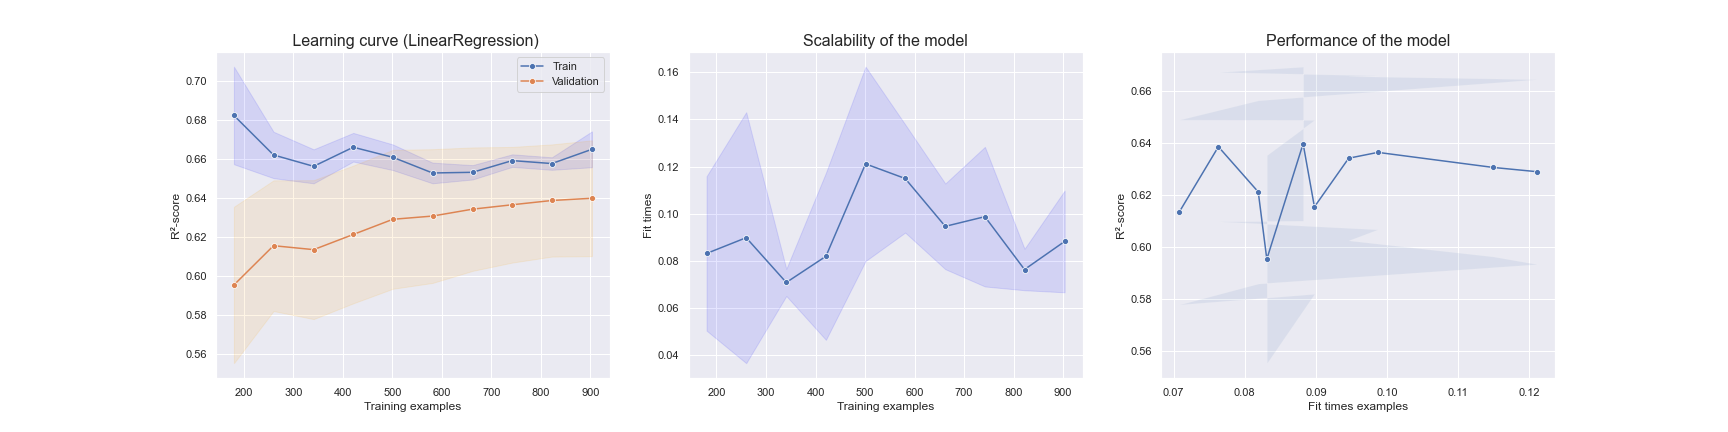 Learning curve (LinearRegression)
Train
Validation
0.70
0.68
0.66
0.64
0.62
0.60
0.58
0.56
R²-score
200 300 400 500 600 700 800 900
Training examples
Scalability of the model
0.16
0.14
0.12
0.10
0.08
0.06
0.04
Fit times
200 300 400 500 600 700 800 900
Training examples
Performance of the model
0.66
0.64
0.62
0.60
0.58
0.56
R²-score
0.07 0.08 0.09 0.10 0.11 0.12
Fit times examples